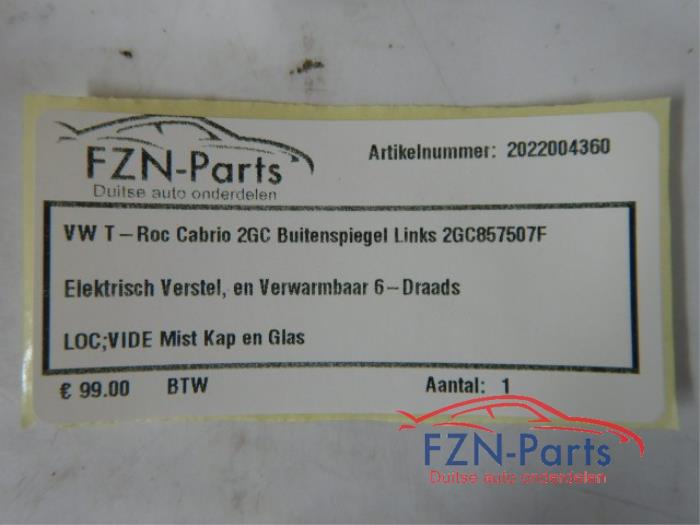 FZN-Parts
Duitse auto onderdelen
Artikelnummer: 2022004360
VW T-Roc Cabrio 2GC Buitenspiegel Links 2GC857507F
Elektrisch Verstel, en Verwarmbaar 6-Draads
LOC;VIDE Mist Kap en Glas
€ 99.00 BTW Aantal: 1
FZN-Parts
Duitse auto onderdelen